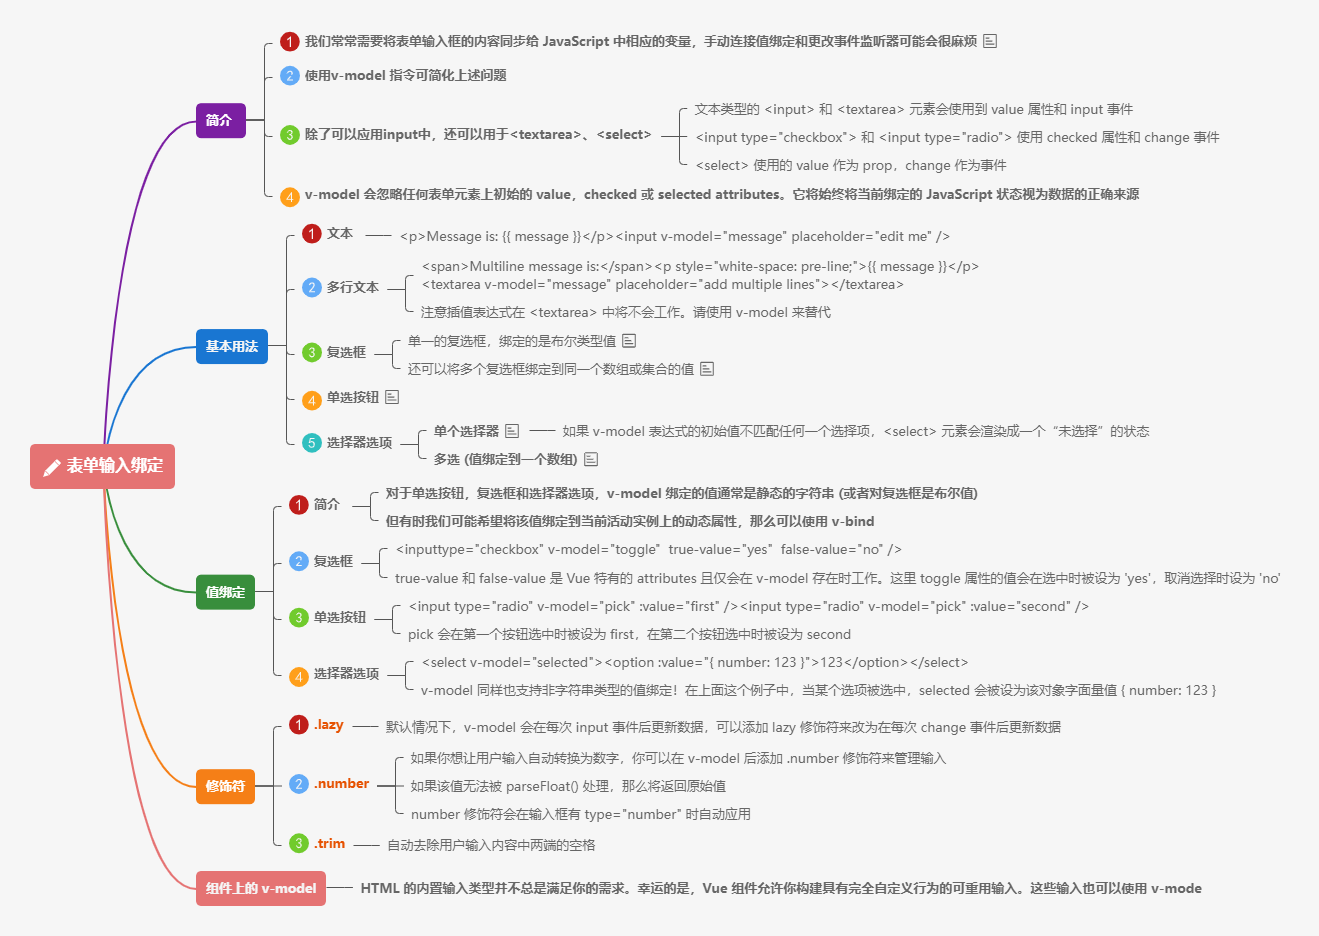 表单输入绑定
简介
1 我们常常需要将表单输入框的内容同步给 JavaScript 中相应的变量，手动连接值绑定和更改事件监听器可能会很麻烦
2 使用v-model 指令可简化上述问题
3 除了可以应用input中，还可以用于<textarea>、<select>
文本类型的 <input> 和 <textarea> 元素会使用到 value 属性和 input 事件
<input type="checkbox"> 和 <input type="radio"> 使用 checked 属性和 change 事件
<select> 使用的 value 作为 prop，change 作为事件
4 v-model 会忽略任何表单元素上初始的 value，checked 或 selected attributes。它将始终将当前绑定的 JavaScript 状态视为数据的正确来源
基本用法
1 文本
<p>Message is: {{ message }}</p><input v-model="message" placeholder="edit me" />
2 多行文本
<span>Multiline message is:</span><p style="white-space: pre-line;">{{ message }}</p>
<textarea v-model="message" placeholder="add multiple lines"></textarea>
注意插值表达式在 <textarea> 中将不会工作。请使用 v-model 来替代
3 复选框
单一的复选框，绑定的是布尔类型值
还可以将多个复选框绑定到同一个数组或集合的值
4 单选按钮
5 选择器选项
单个选择器
如果 v-model 表达式的初始值不匹配任何一个选择项，<select> 元素会渲染成一个“未选择”的状态
多选 (值绑定到一个数组)
值绑定
1 简介
对于单选按钮，复选框和选择器选项，v-model 绑定的值通常是静态的字符串 (或者对复选框是布尔值)
但有时我们可能希望将该值绑定到当前活动实例上的动态属性，那么可以使用 v-bind
2 复选框
<inputtype="checkbox" v-model="toggle"  true-value="yes"  false-value="no" />
true-value 和 false-value 是 Vue 特有的 attributes 且仅会在 v-model 存在时工作。这里 toggle 属性的值会在选中时被设为 'yes'，取消选择时设为 'no'
3 单选按钮
<input type="radio" v-model="pick" :value="first" /><input type="radio" v-model="pick" :value="second" />
pick 会在第一个按钮选中时被设为 first，在第二个按钮选中时被设为 second
4 选择器选项
<select v-model="selected"><option :value="{ number: 123 }">123</option></select>
v-model 同样也支持非字符串类型的值绑定！在上面这个例子中，当某个选项被选中，selected 会被设为该对象字面量值 { number: 123 }
修饰符
1 .lazy
默认情况下，v-model 会在每次 input 事件后更新数据，可以添加 lazy 修饰符来改为在每次 change 事件后更新数据
2 .number
如果你想让用户输入自动转换为数字，你可以在 v-model 后添加 .number 修饰符来管理输入
如果该值无法被 parseFloat() 处理，那么将返回原始值
number 修饰符会在输入框有 type="number" 时自动应用
3 .trim
自动去除用户输入内容中两端的空格
组件上的 v-model
HTML 的内置输入类型并不总是满足你的需求。幸运的是，Vue 组件允许你构建具有完全自定义行为的可重用输入。这些输入也可以使用 v-mode